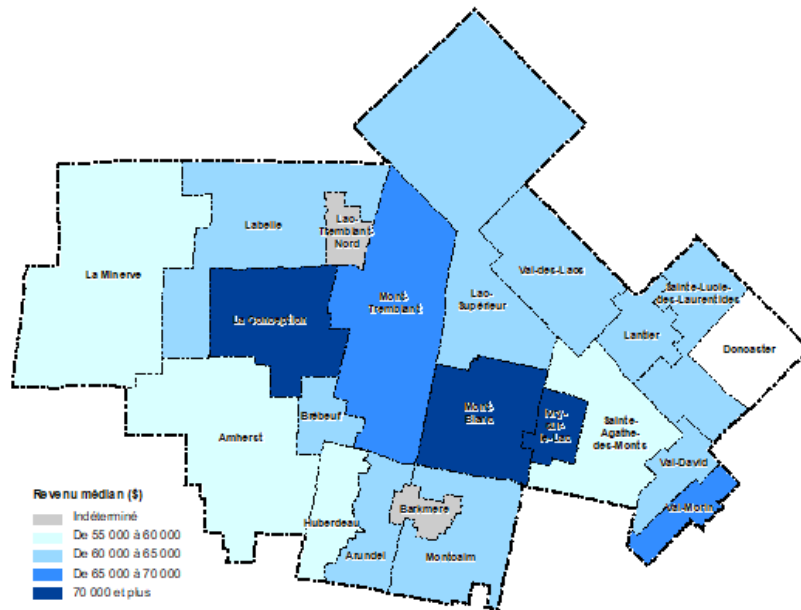 Labelle
Lac-
Tremblant-
Nord
La Minerve
Val-des-Lacs
Sainte-Lucie-
des-Laurentides
Mont-
Tremblant
Lac-
Supérieur
La Conception
Lantier
Doncaster
Mont-
Blanc
Ivry-
sur-
le-Lac
Brébeuf
Sainte-
Agathe-
des-Monts
Amherst
Val-David
Revenu médian ($)
Indéterminé
De 55 000 à 60 000
De 60 000 à 65 000
De 65 000 à 70 000
70 000 et plus
Huberdeau
Barkmere
Val-Morin
Arundel
Montcalm